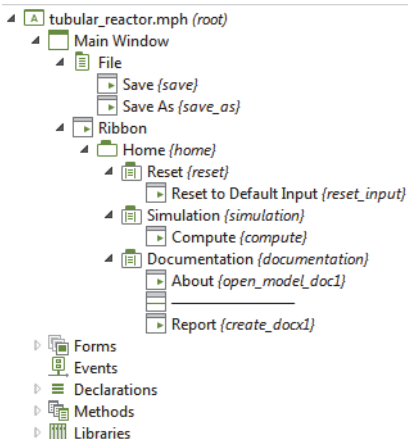 tubular_reactor.mph (root)
Main Window
File
Save {save}
Save As {save_as}
Ribbon
Home {home}
Reset {reset}
Reset to Default Input {reset_input}
Simulation {simulation}
Compute {compute}
Documentation {documentation}
About {open_model_doc1}
Report {create_docx1}
Forms
Events
Declarations
Methods
Libraries